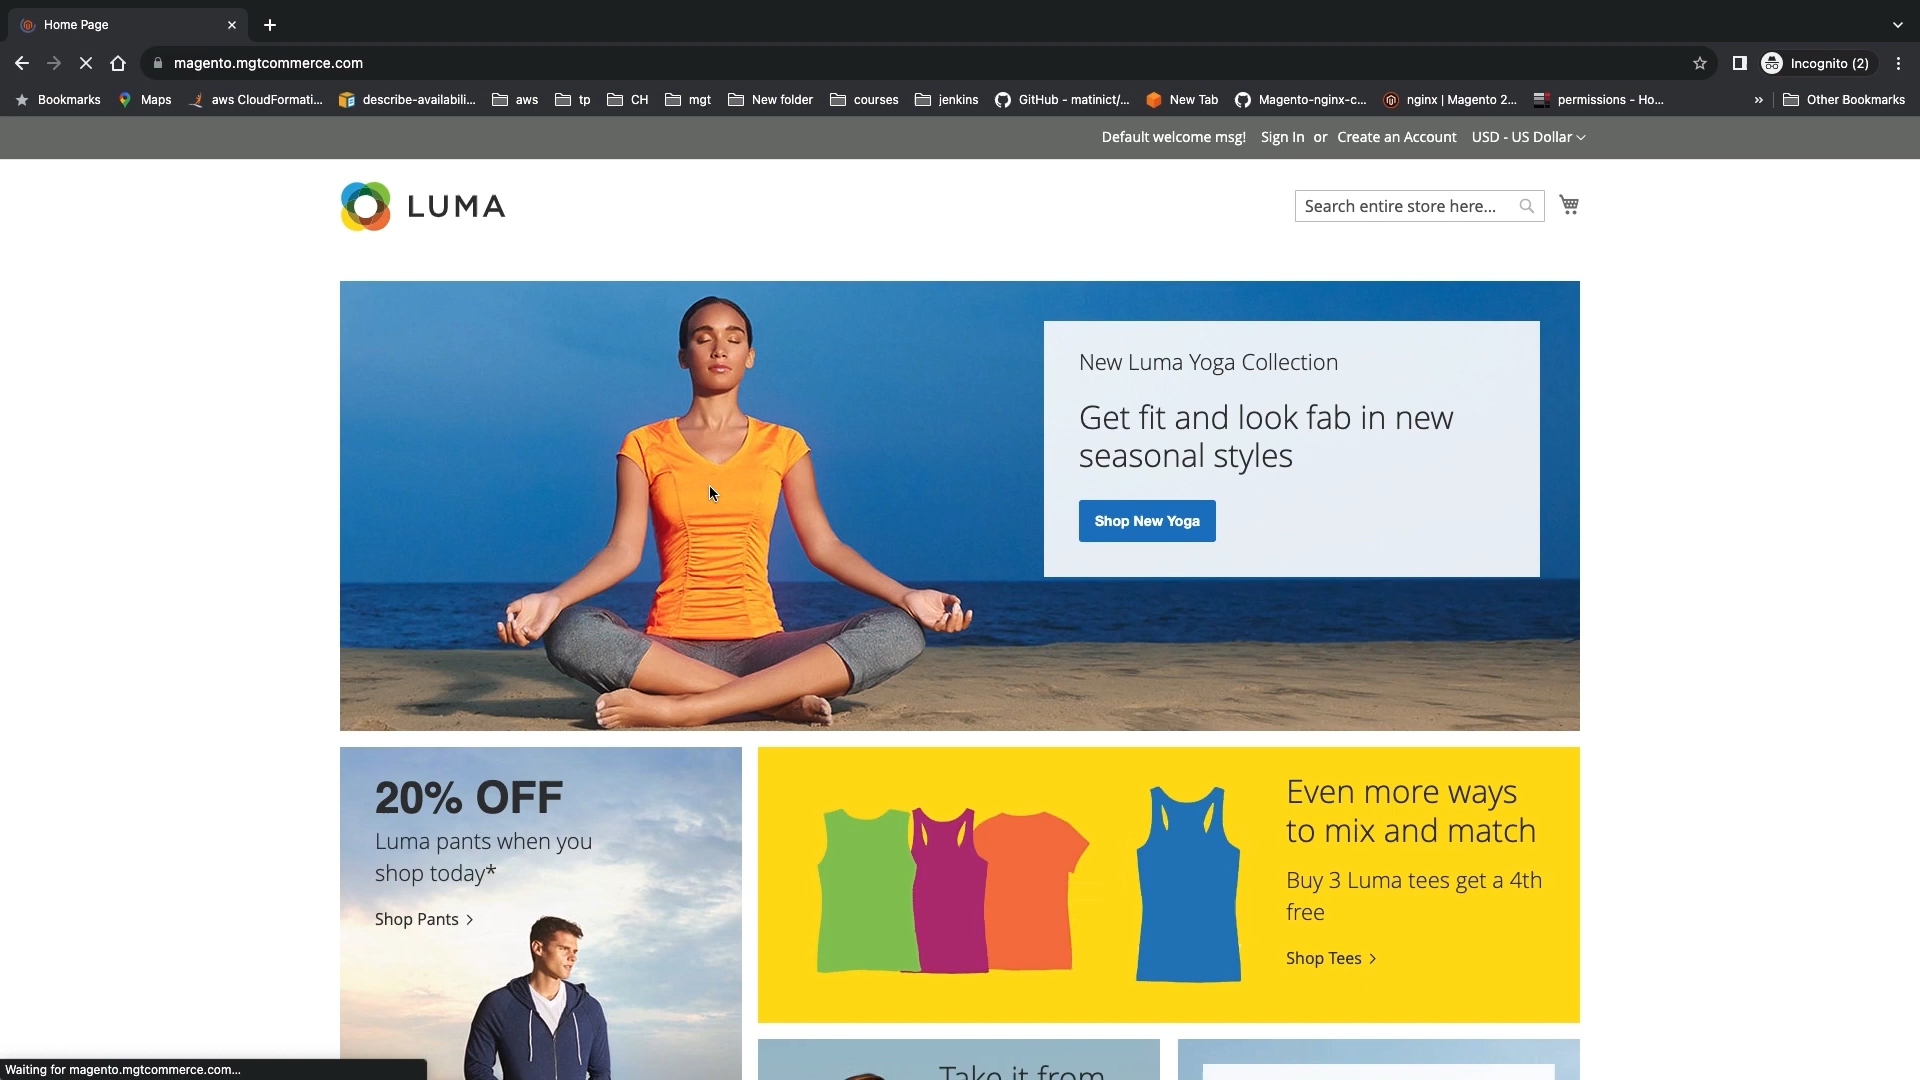 Home Page
magento.mgtcommerce.com
Incognito (2)
Bookmarks
Maps
aws CloudFormati...
describe-availabili...
aws
tp
CH
mgt
New folder
courses
jenkins
GitHub - matinict/...
New Tab
Magento-nginx-c...
nginx | Magento 2...
permissions - Ho...
»
Other Bookmarks
Default welcome msg!
Sign In or Create an Account
USD - US Dollar
LUMA
Search entire store here...
New Luma Yoga Collection
Get fit and look fab in new
seasonal styles
Shop New Yoga
20% OFF
Luma pants when you
shop today*
Shop Pants >
Even more ways
to mix and match
Buy 3 Luma tees get a 4th
free
Shop Tees >
Take it from
Waiting for magento.mgtcommerce.com...